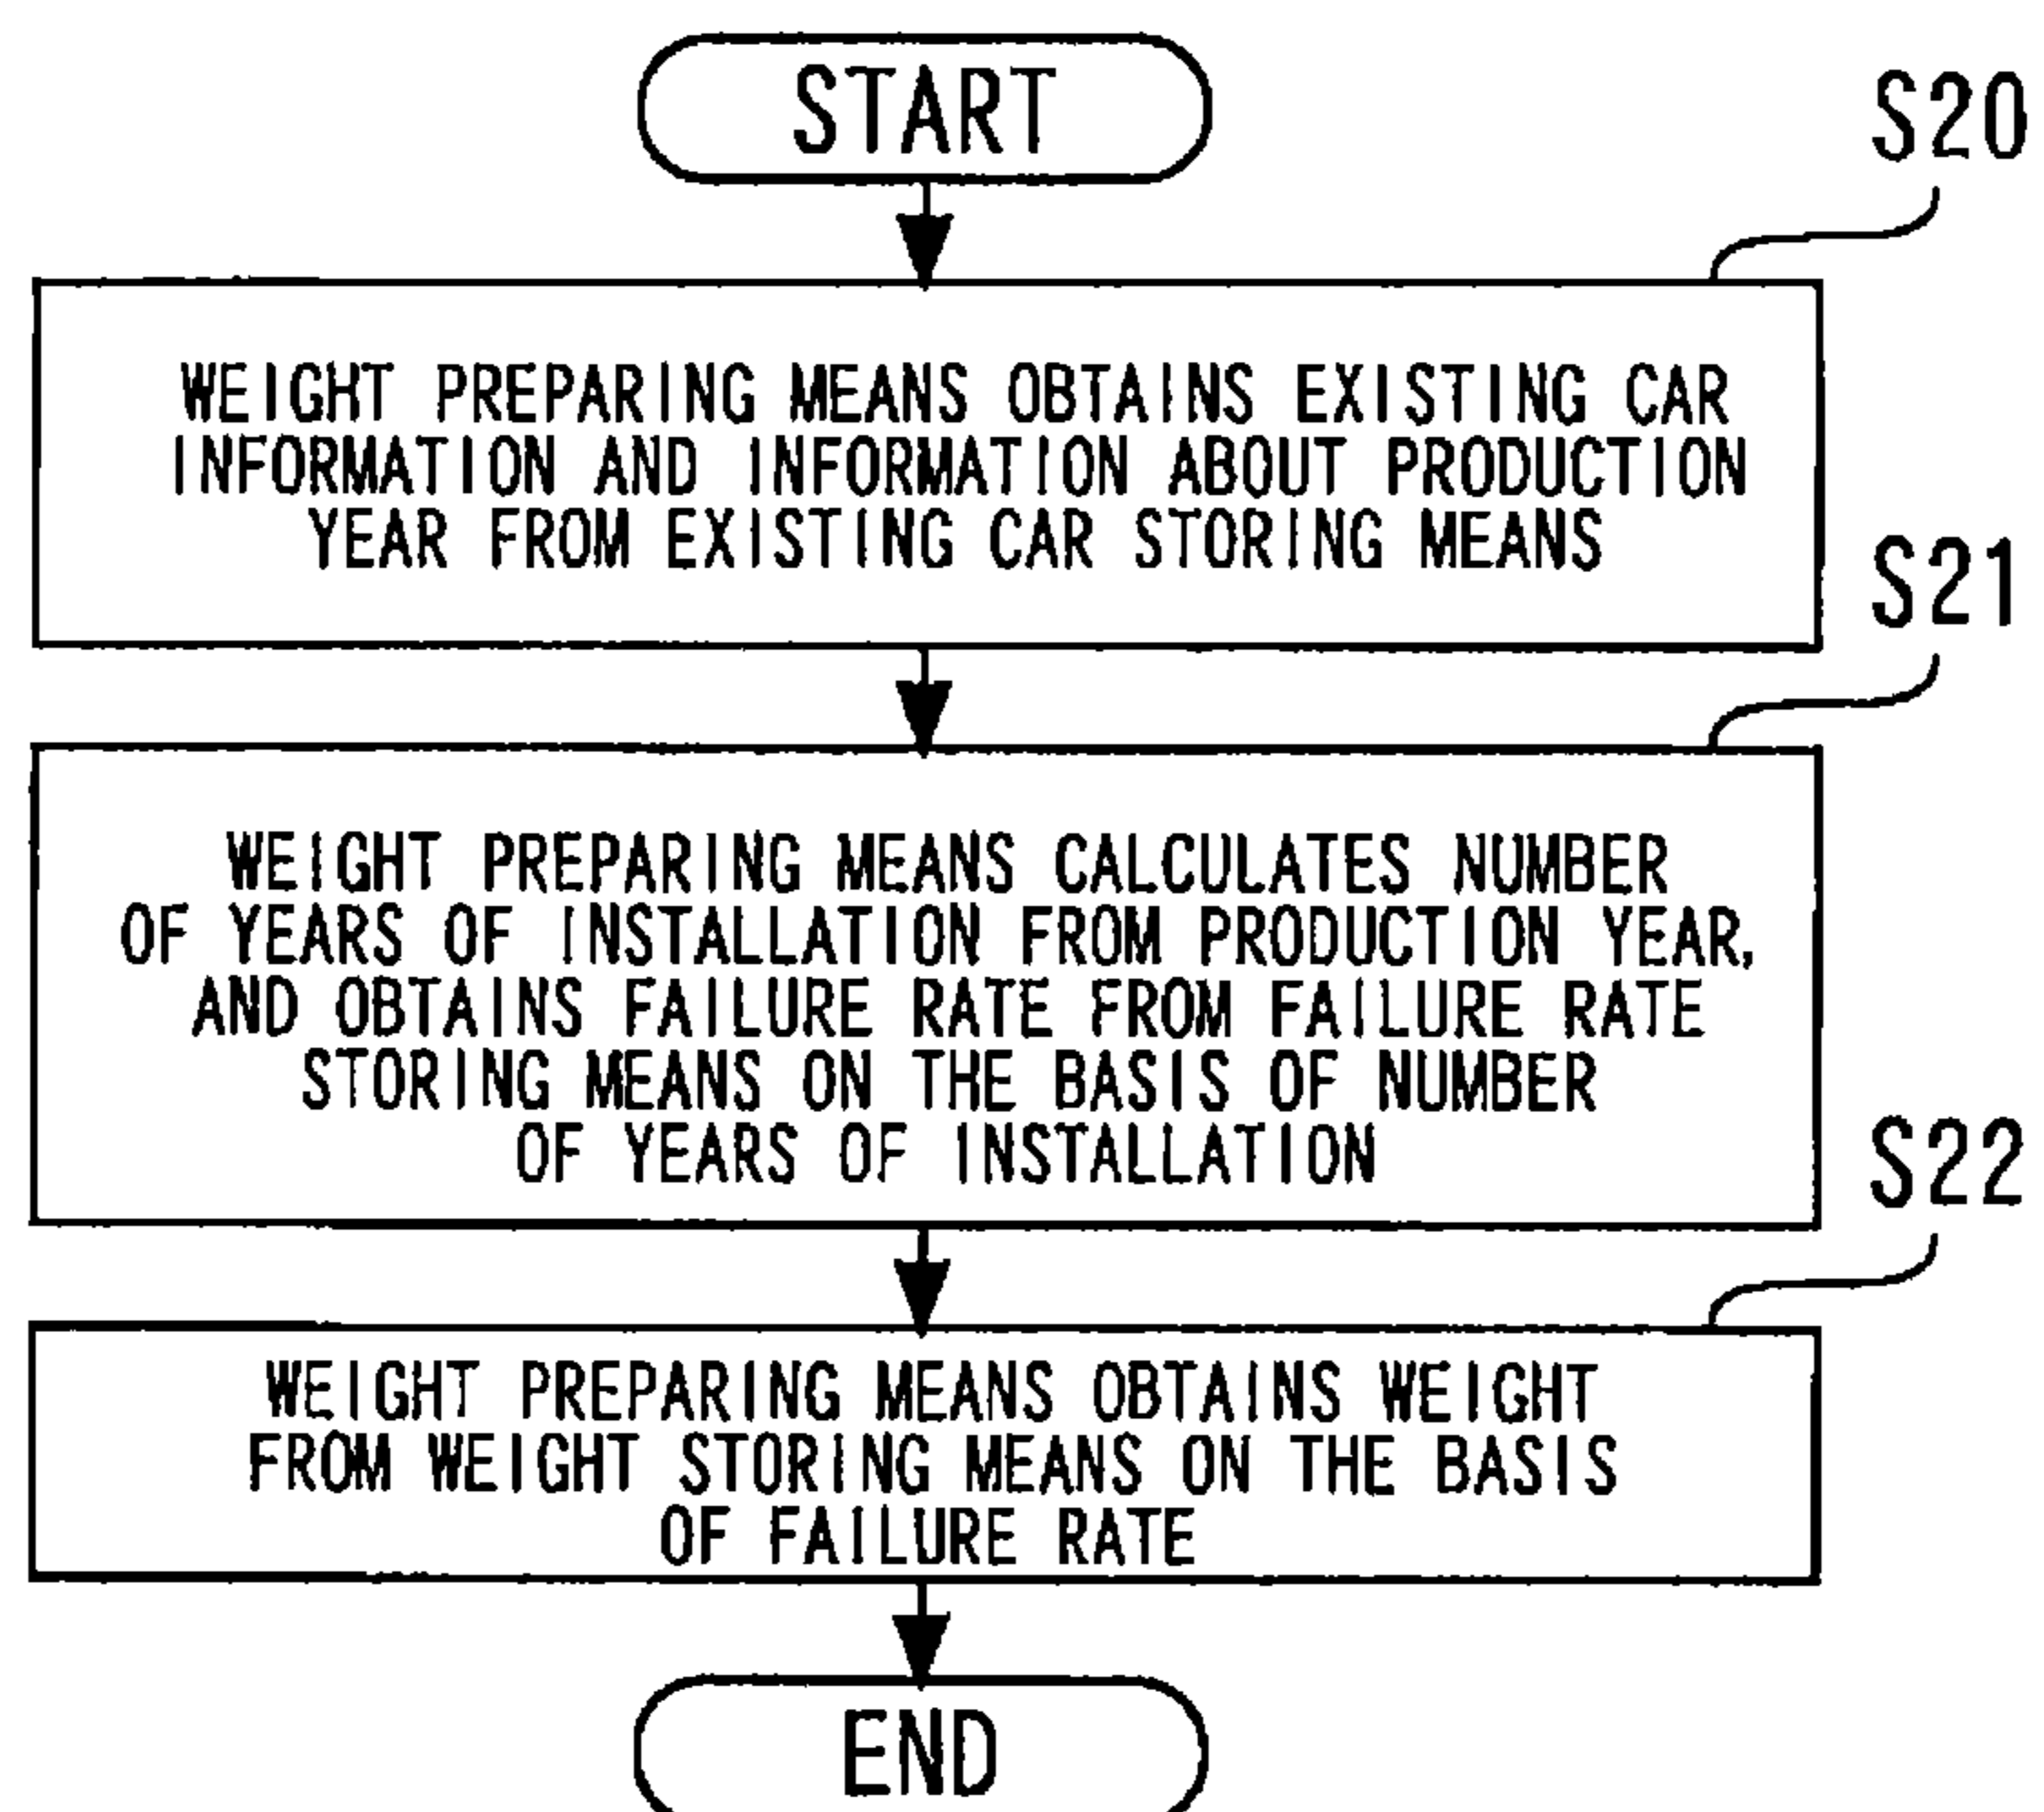 START
S20
WEIGHT PREPARING MEANS OBTAINS EXISTING CAR
INFORMATION AND INFORMATION ABOUT PRODUCTION
YEAR FROM EXISTING CAR STORING MEANS
S21
WEIGHT PREPARING MEANS CALCULATES NUMBER
OF YEARS OF INSTALLATION FROM PRODUCTION YEAR,
AND OBTAINS FAILURE RATE FROM FAILURE RATE
STORING MEANS ON THE BASIS OF NUMBER
OF YEARS OF INSTALLATION
S22
WEIGHT PREPARING MEANS OBTAINS WEIGHT
FROM WEIGHT STORING MEANS ON THE BASIS
OF FAILURE RATE
END